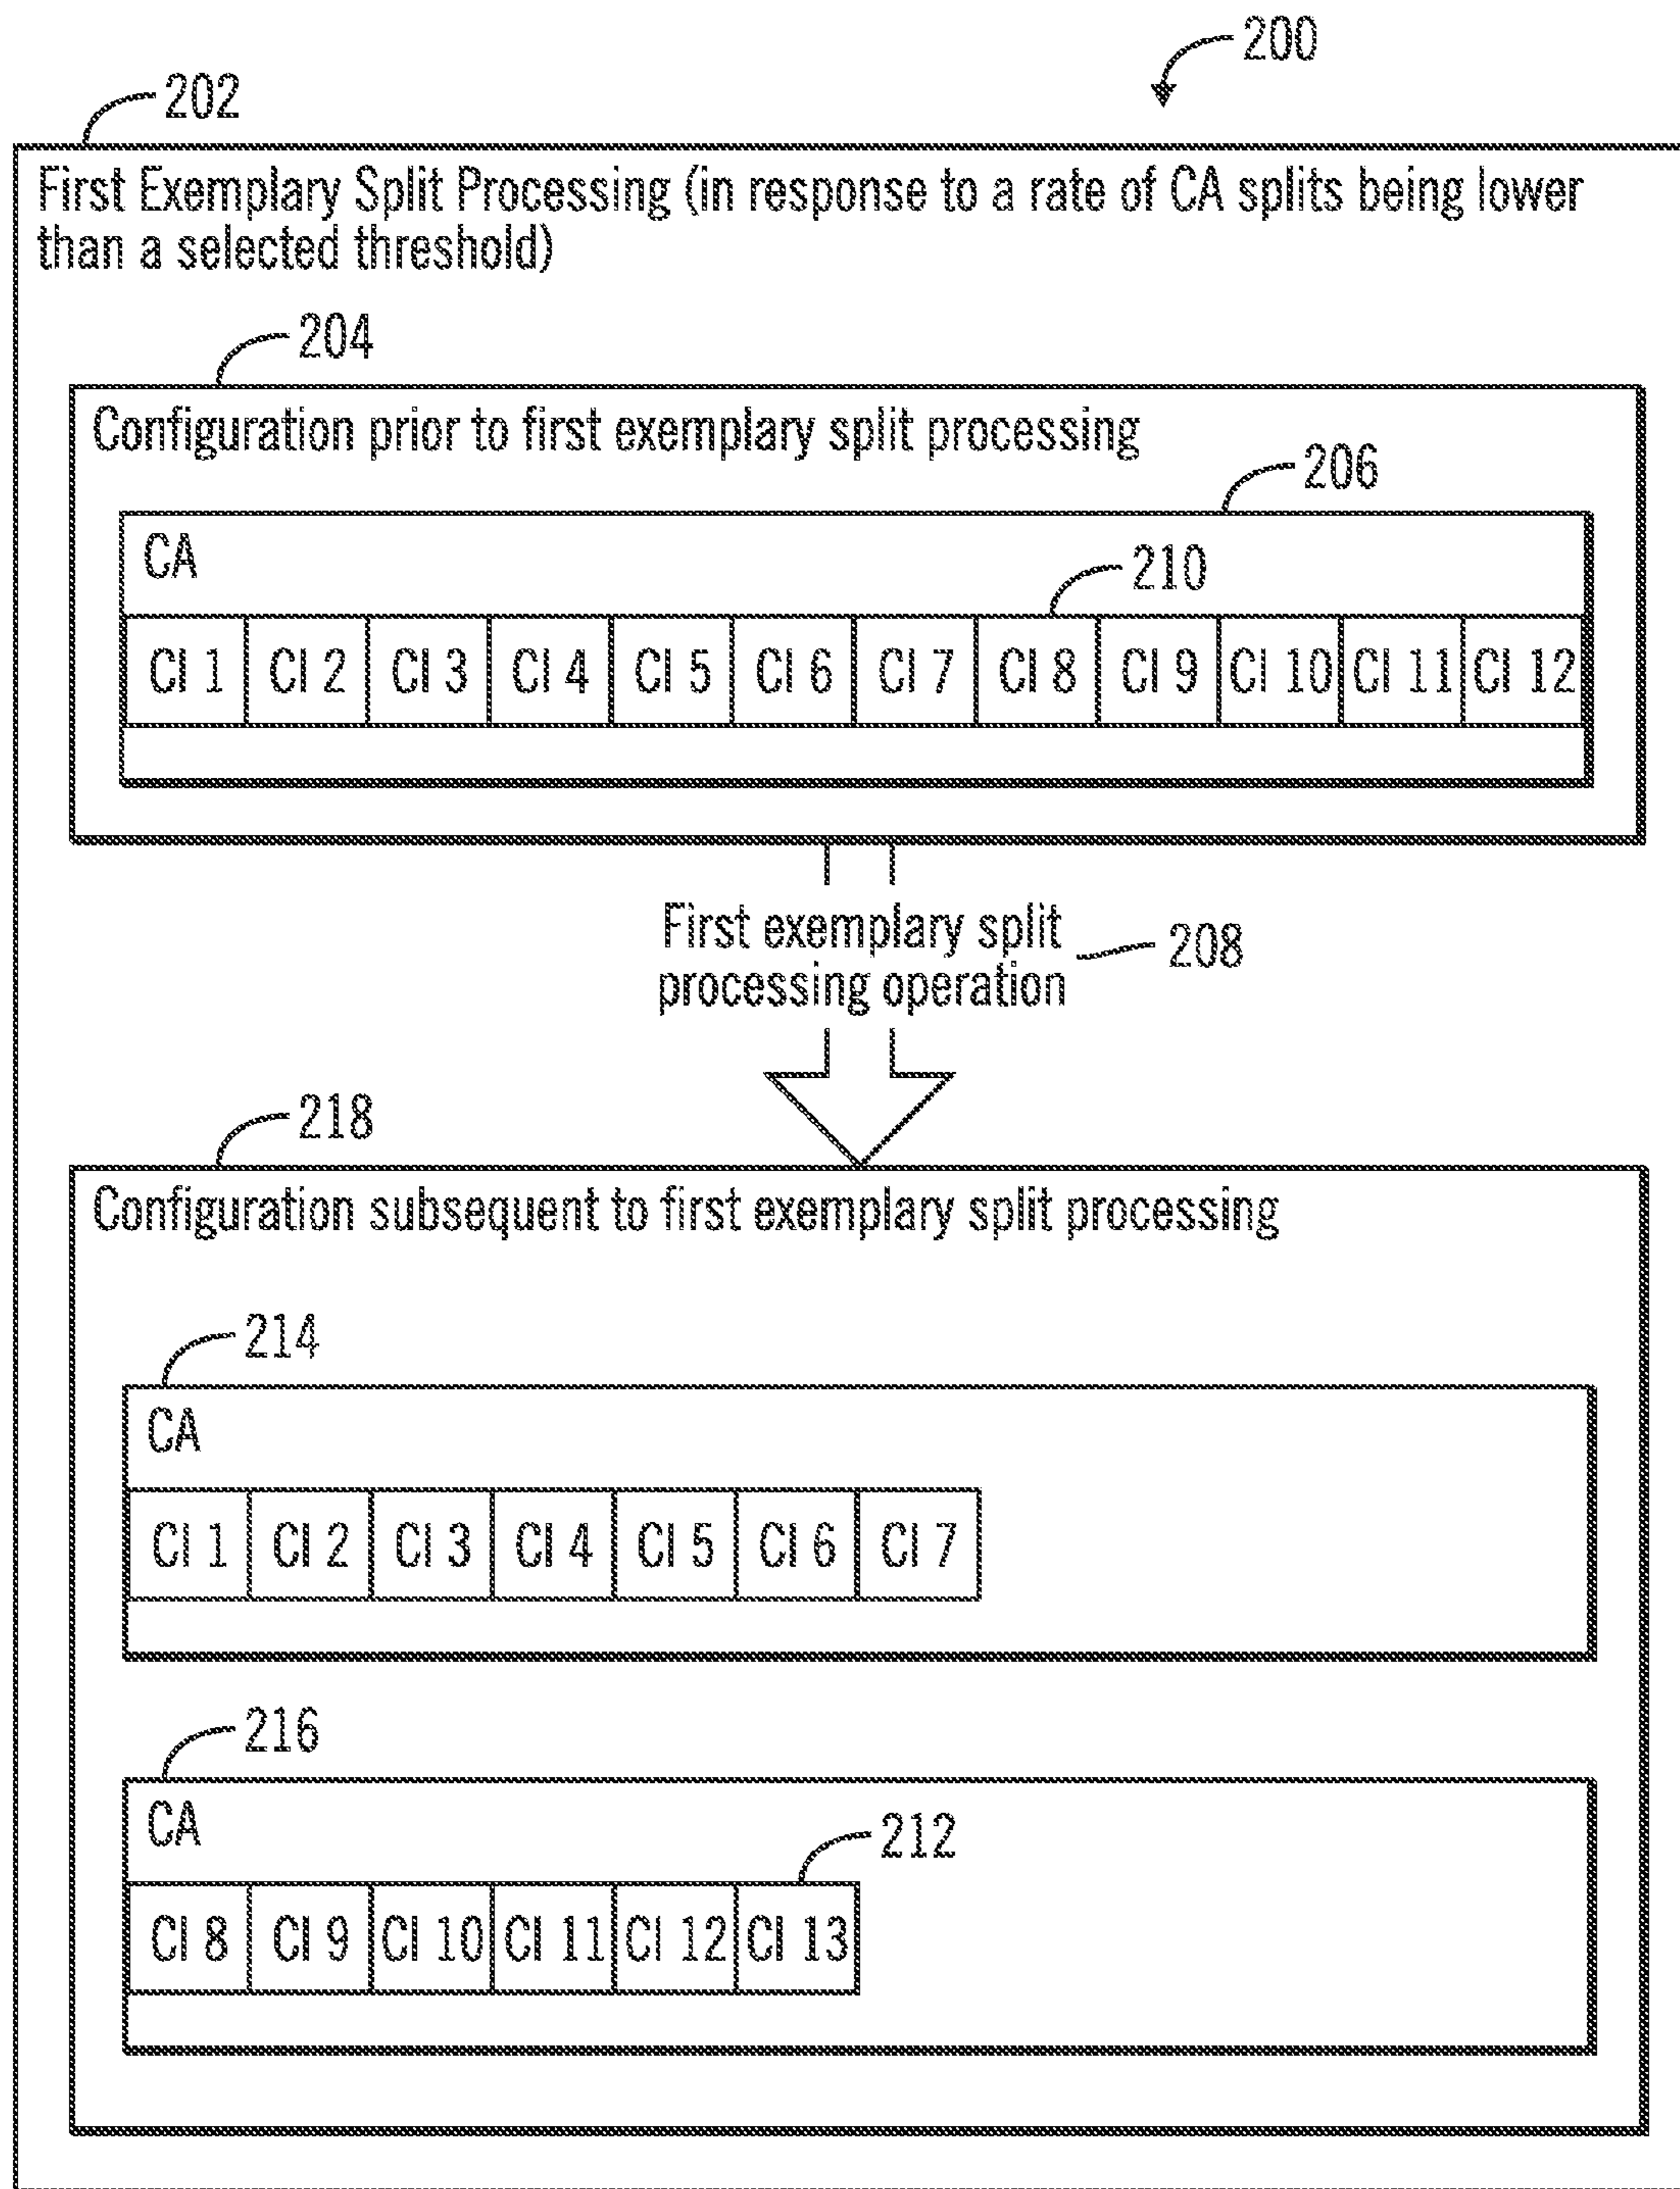 200
202
First Exemplary Split Processing (in response to a rate of CA splits being lower
than a selected threshold)
204
Configuration prior to first exemplary split processing
206
CA
210
CI 1 CI 2 CI 3 CI 4 CI 5 CI 6 CI 7 CI 8 CI 9 CI 10 CI 11 CI 12
First exemplary split
processing operation
208
218
Configuration subsequent to first exemplary split processing
214
CA
CI 1 CI 2 CI 3 CI 4 CI 5 CI 6 CI 7
216
CA
212
CI 8 CI 9 CI 10 CI 11 CI 12 CI 13